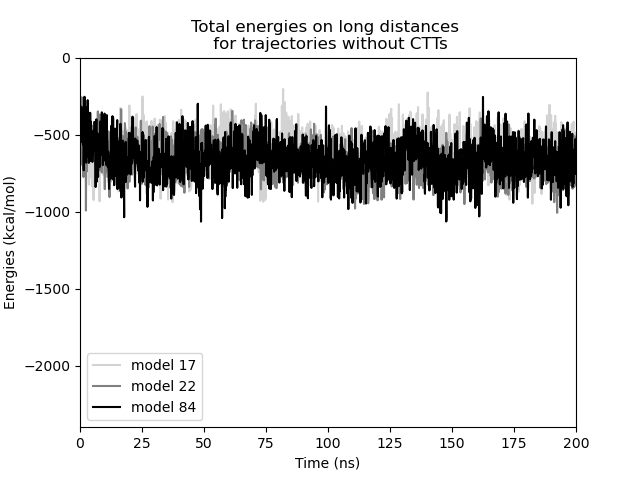 Total energies on long distances
for trajectories without CTTs
Energies (kcal/mol)
0
−500
−1000
−1500
−2000
model 17
model 22
model 84
0 25 50 75 100 125 150 175 200
Time (ns)